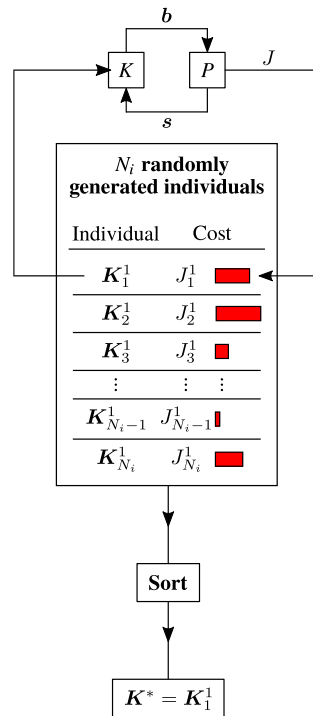 b
K P J
s
N_i randomly
generated individuals
Individual Cost
K_1^1 J_1^1
K_2^1 J_2^1
K_3^1 J_3^1
⋮ ⋮ ⋮
K_{N_i-1}^1 J_{N_i-1}^1
K_{N_i}^1 J_{N_i}^1
Sort
K^* = K_1^1